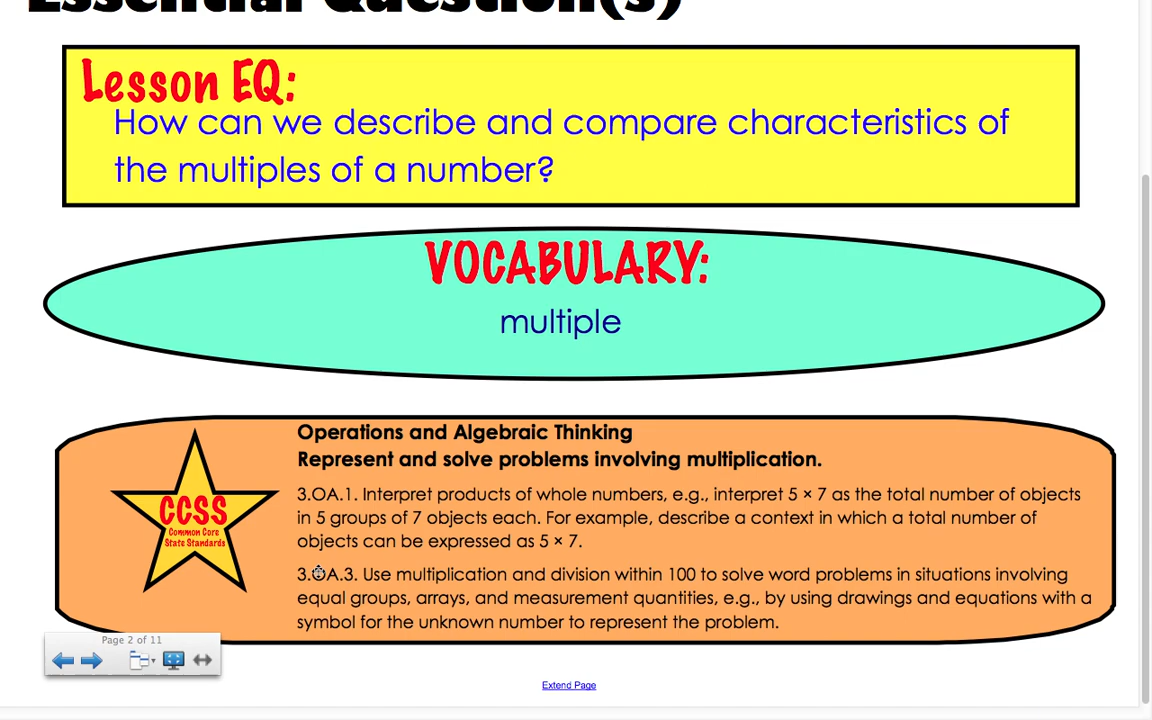 Essential Question(s)
Lesson EQ:
How can we describe and compare characteristics of
the multiples of a number?
VOCABULARY:
multiple
Operations and Algebraic Thinking
Represent and solve problems involving multiplication.
CCSS
Common Core
State Standards
3.OA.1. Interpret products of whole numbers, e.g., interpret 5 × 7 as the total number of objects
in 5 groups of 7 objects each. For example, describe a context in which a total number of
objects can be expressed as 5 × 7.
3.OA.3. Use multiplication and division within 100 to solve word problems in situations involving
equal groups, arrays, and measurement quantities, e.g., by using drawings and equations with a
symbol for the unknown number to represent the problem.
Page 2 of 11
Extend Page